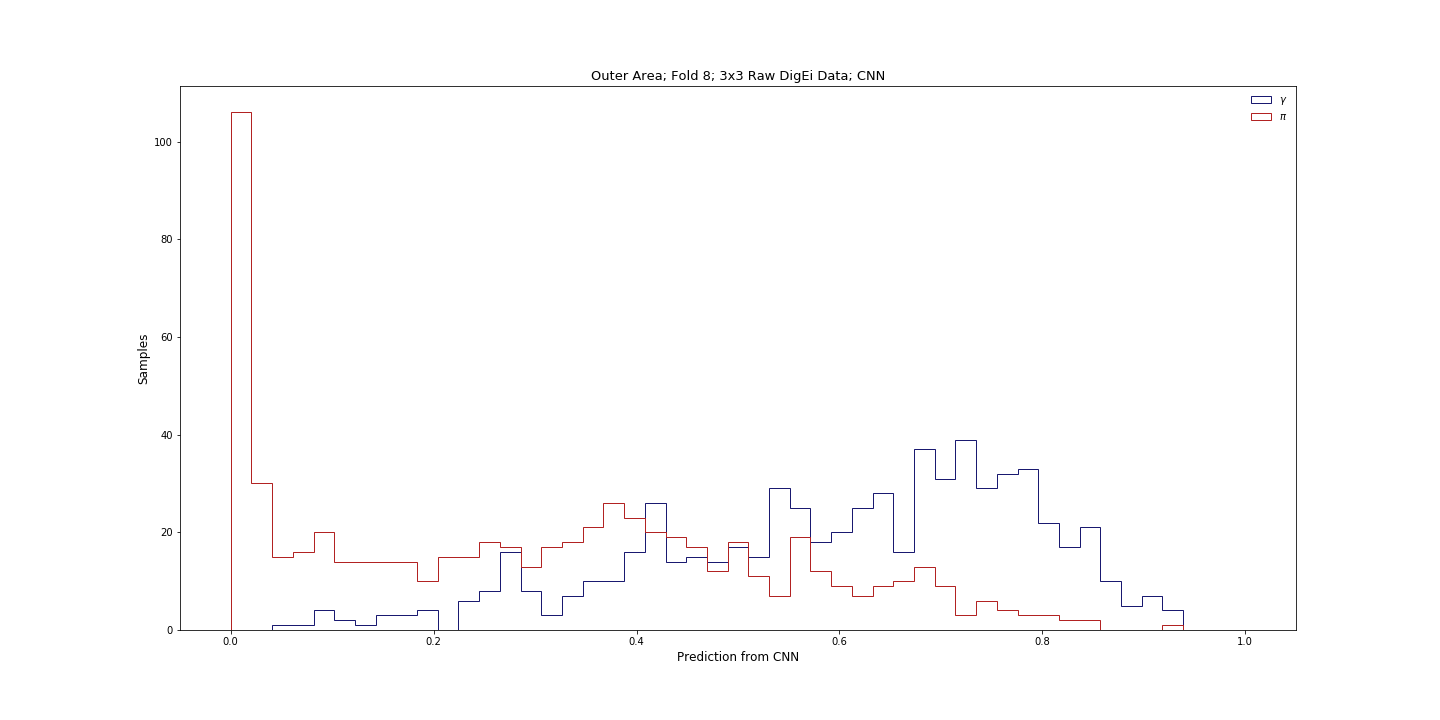 Outer Area; Fold 8; 3x3 Raw DigEi Data; CNN
γ
π
100
80
60
40
20
0
Samples
0.0 0.2 0.4 0.6 0.8 1.0
Prediction from CNN